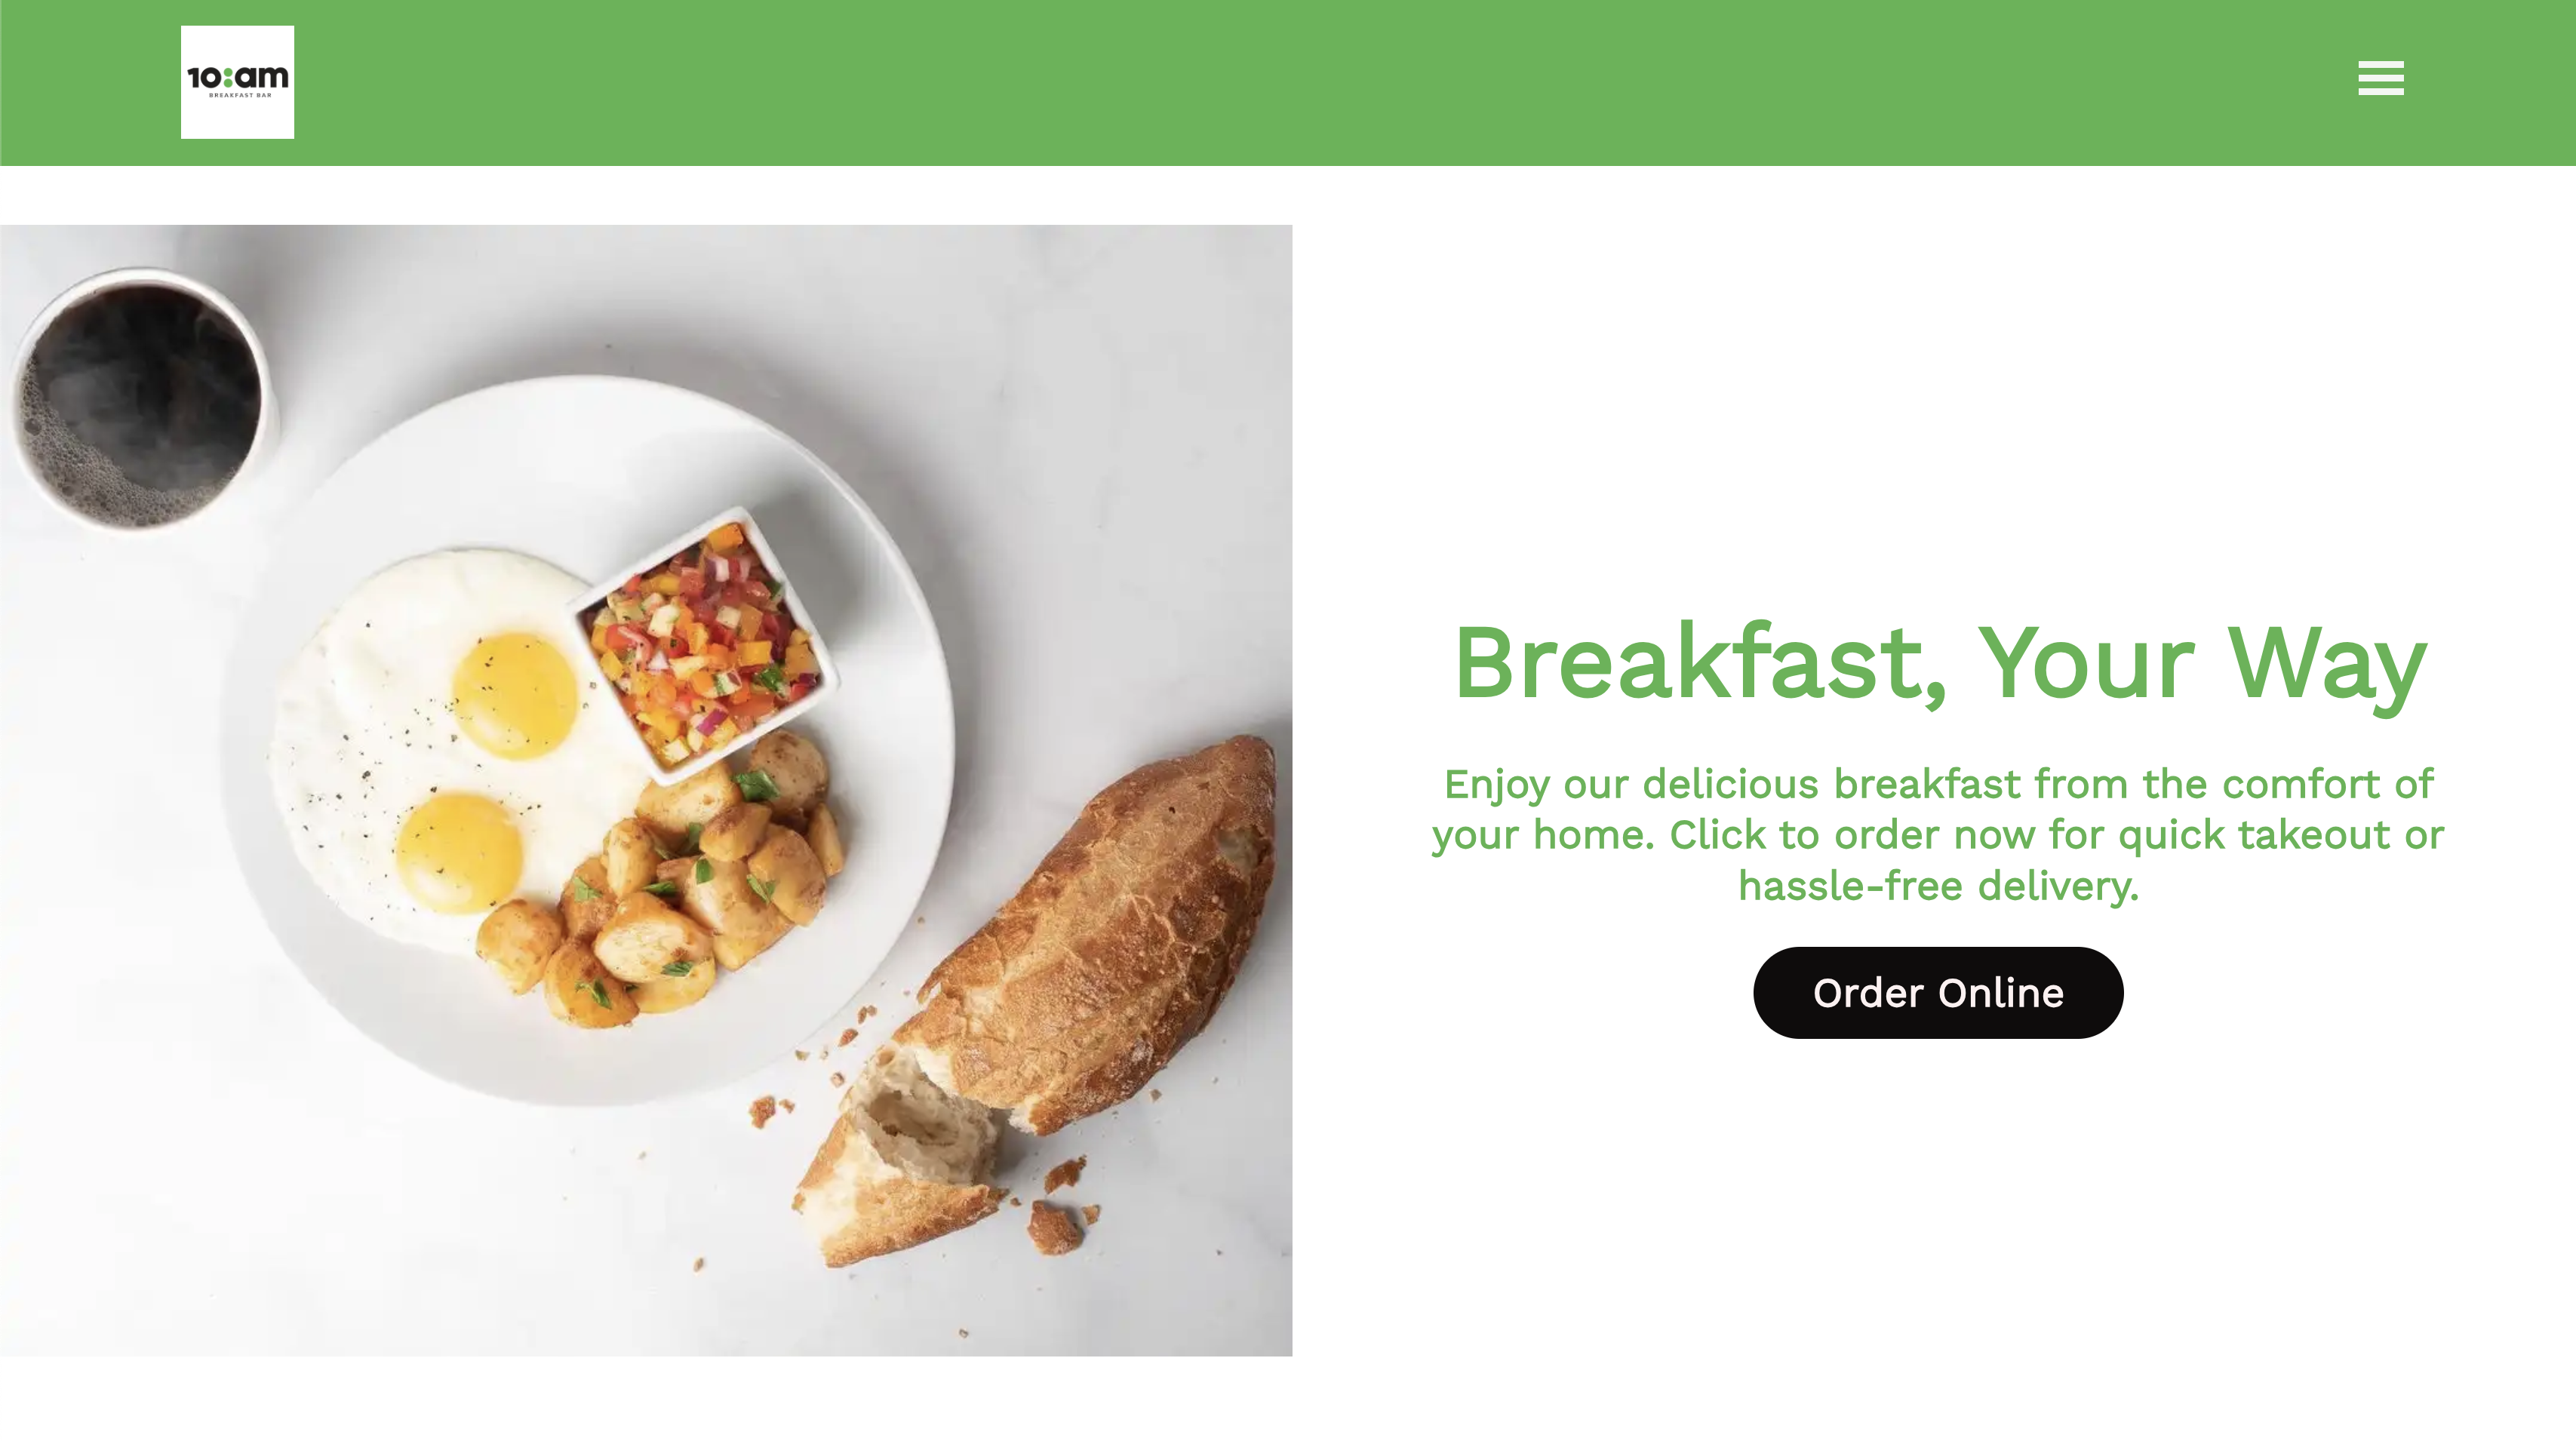 10:am
BREAKFAST BAR
Breakfast, Your Way
Enjoy our delicious breakfast from the comfort of
your home. Click to order now for quick takeout or
hassle-free delivery.
Order Online